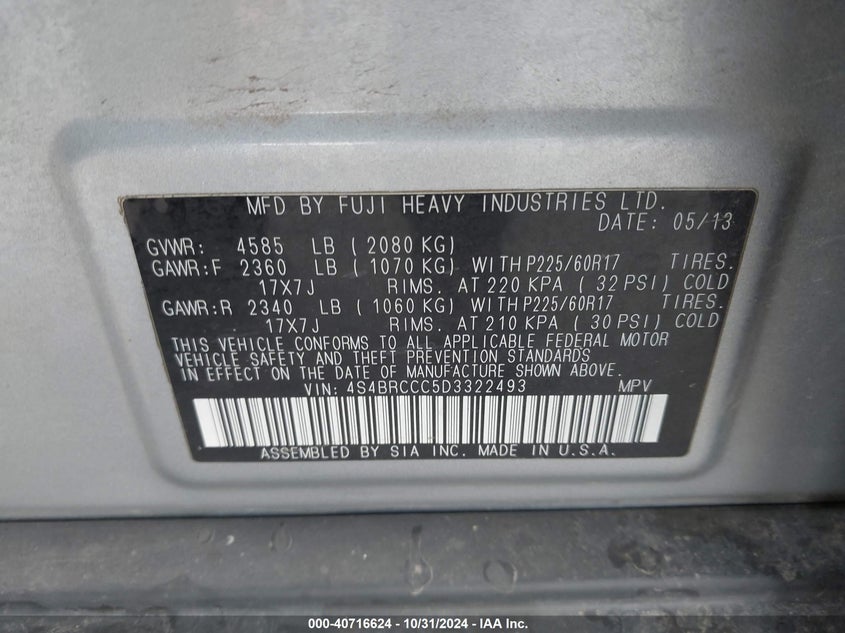 MFD BY FUJI HEAVY INDUSTRIES LTD.
DATE: 05/13
GVWR: 4585 LB ( 2080 KG)
GAWR:F 2360 LB ( 1070 KG) WITH P225/60R17 TIRES.
17X7J RIMS. AT 220 KPA ( 32 PSI) COLD
GAWR:R 2340 LB ( 1060 KG) WITH P225/60R17 TIRES.
17X7J RIMS. AT 210 KPA ( 30 PSI) COLD
THIS VEHICLE CONFORMS TO ALL APPLICABLE FEDERAL MOTOR
VEHICLE SAFETY AND THEFT PREVENTION STANDARDS
IN EFFECT ON THE DATE OF MANUFACTURE SHOWN ABOVE.
VIN: 4S4BRCCC5D3322493 MPV
ASSEMBLED BY SIA INC. MADE IN U.S.A.
000-40716624 - 10/31/2024 - IAA Inc.